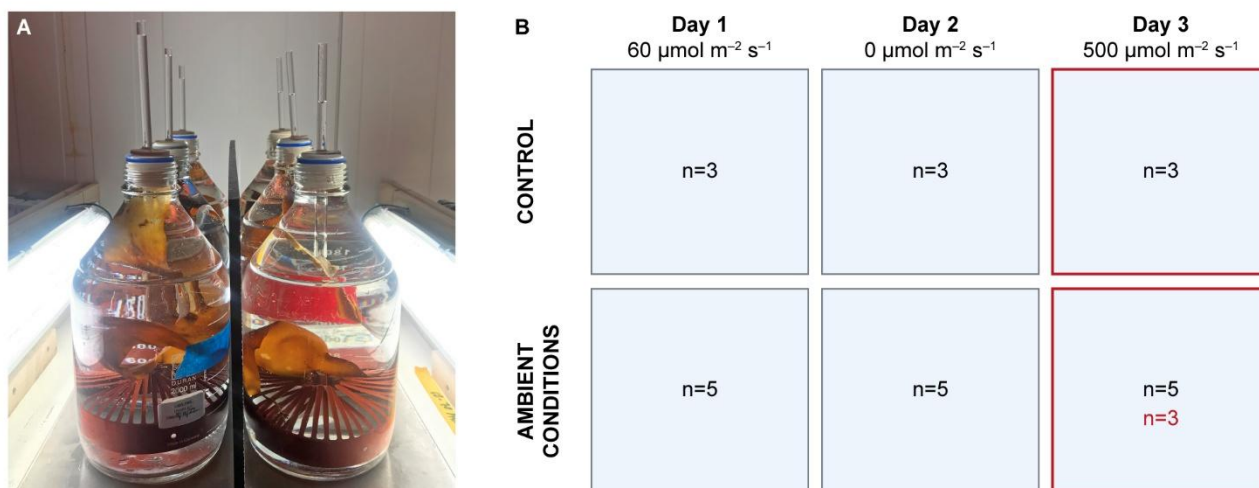 A
B
Day 1
60 µmol m⁻² s⁻¹
Day 2
0 µmol m⁻² s⁻¹
Day 3
500 µmol m⁻² s⁻¹
CONTROL
n=3
n=3
n=3
AMBIENT
CONDITIONS
n=5
n=5
n=5
n=3
DURAN